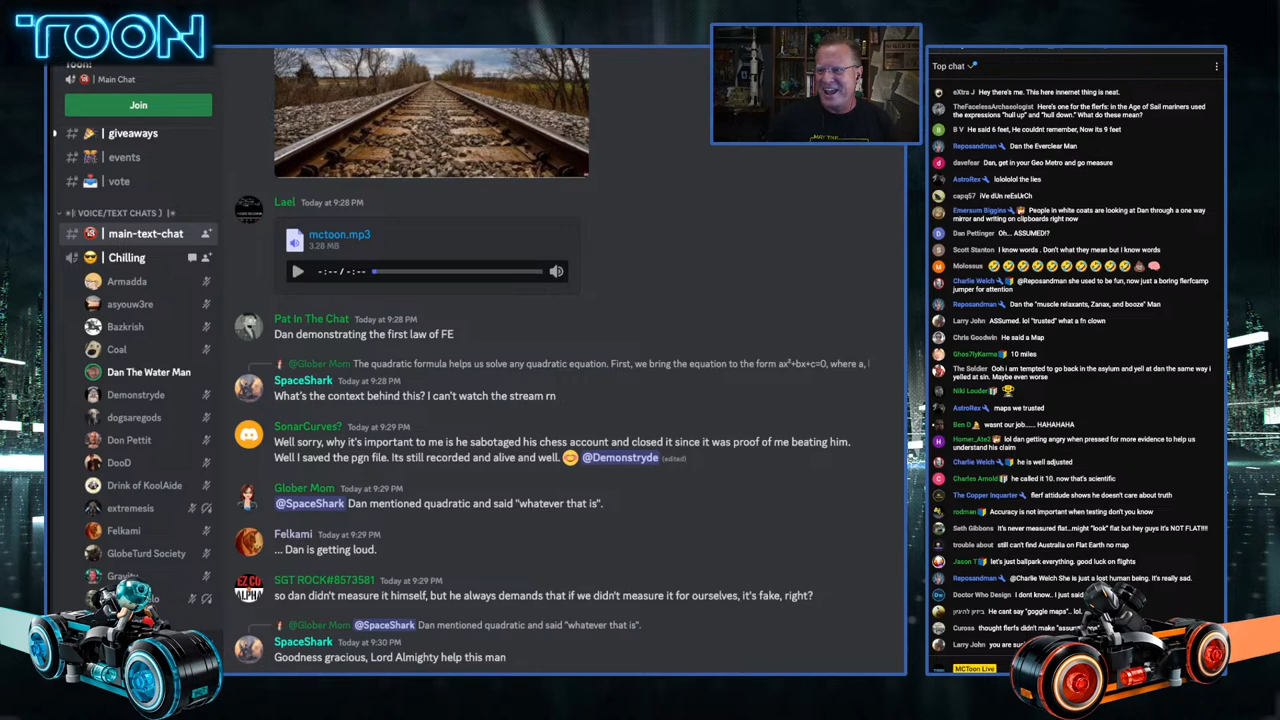 TOON
Toon!
Main Chat
Join
giveaways
events
vote
VOICE/TEXT CHATS
main-text-chat
Chilling
Armadda
asyouw3re
Bazkrish
Coal
Dan The Water Man
Demonstryde
dogsaregods
Don Pettit
DooD
Drink of KoolAide
extremesis
Felkami
GlobeTurd Society
Lael Today at 9:28 PM
mctoon.mp3
3.28 MB
-:--/-:--
Pat In The Chat Today at 9:28 PM
Dan demonstrating the first law of FE
@Glober Mom The quadratic formula helps us solve any quadratic equation. First, we bring the equation to the form ax²+bx+c=0, where a,
SpaceShark Today at 9:28 PM
What's the context behind this? I can't watch the stream rn
SonarCurves? Today at 9:29 PM
Well sorry, why it's important to me is he sabotaged his chess account and closed it since it was proof of me beating him.
Well I saved the pgn file. Its still recorded and alive and well. 😊 @Demonstryde (edited)
Glober Mom Today at 9:29 PM
@SpaceShark Dan mentioned quadratic and said "whatever that is".
Felkami Today at 9:29 PM
... Dan is getting loud.
EZ CO
ALPHA
SGT ROCK#8573581 Today at 9:29 PM
so dan didn't measure it himself, but he always demands that if we didn't measure it for ourselves, it's fake, right?
@Glober Mom @SpaceShark Dan mentioned quadratic and said "whatever that is".
SpaceShark Today at 9:30 PM
Goodness gracious, Lord Almighty help this man
MAY THE
Top chat
eXtra J Hey there's me. This here innernet thing is neat.
TheFacelessArchaeologist Here's one for the flerfs: in the Age of Sail mariners used
the expressions "hull up" and "hull down." What do these mean?
B V He said 6 feet, He couldnt remember, Now its 9 feet
Reposandman Dan the Everclear Man
davefear Dan, get in your Geo Metro and go measure
AstroRex lolololol the lies
capq57 iVe dUn reEsUrCh
Emersum Biggins People in white coats are looking at Dan through a one way
mirror and writing on clipboards right now
Dan Pettinger Oh... ASSUMED!?
Scott Stanton I know words . Don't what they mean but I know words
Molossus 🤣🤣🤣🤣🤣🤣🤣🤣🤣💩🧠
Charlie Welch @Reposandman she used to be fun, now just a boring flerfcamp
jumper for attention
Reposandman Dan the "muscle relaxants, Zanax, and booze" Man
Larry John ASSumed. lol "trusted" what a fn clown
Chris Goodwin He said a Map
Ghos7lyKarma 10 miles
The Soldier Ooh i am tempted to go back in the asylum and yell at dan the same way i
yelled at sin. Maybe even worse
Niki Louder 🏆
AstroRex maps we trusted
Ben D wasnt our job.... HAHAHAHA
Homer_Ate2 lol dan getting angry when pressed for more evidence to help us
understand his claim
Charlie Welch he is well adjusted
Charles Arnold he called it 10. now that's scientific
The Copper Inquarter flerf attitude shows he doesn't care about truth
rodman Accuracy is not important when testing don't you know
Seth Gibbons It's never measured flat...might "look" flat but hey guys it's NOT FLAT!!!!
trouble about still can't find Australia on Flat Earth no map
Jason T let's just ballpark everything. good luck on flights
Reposandman @Charlie Welch She is just a lost human being. It's really sad.
Doctor Who Design I dont know.. I just
He cant say "goggle maps".. lol.
Cuross thought flerfs didn't make
Larry John you are
MCToon Live